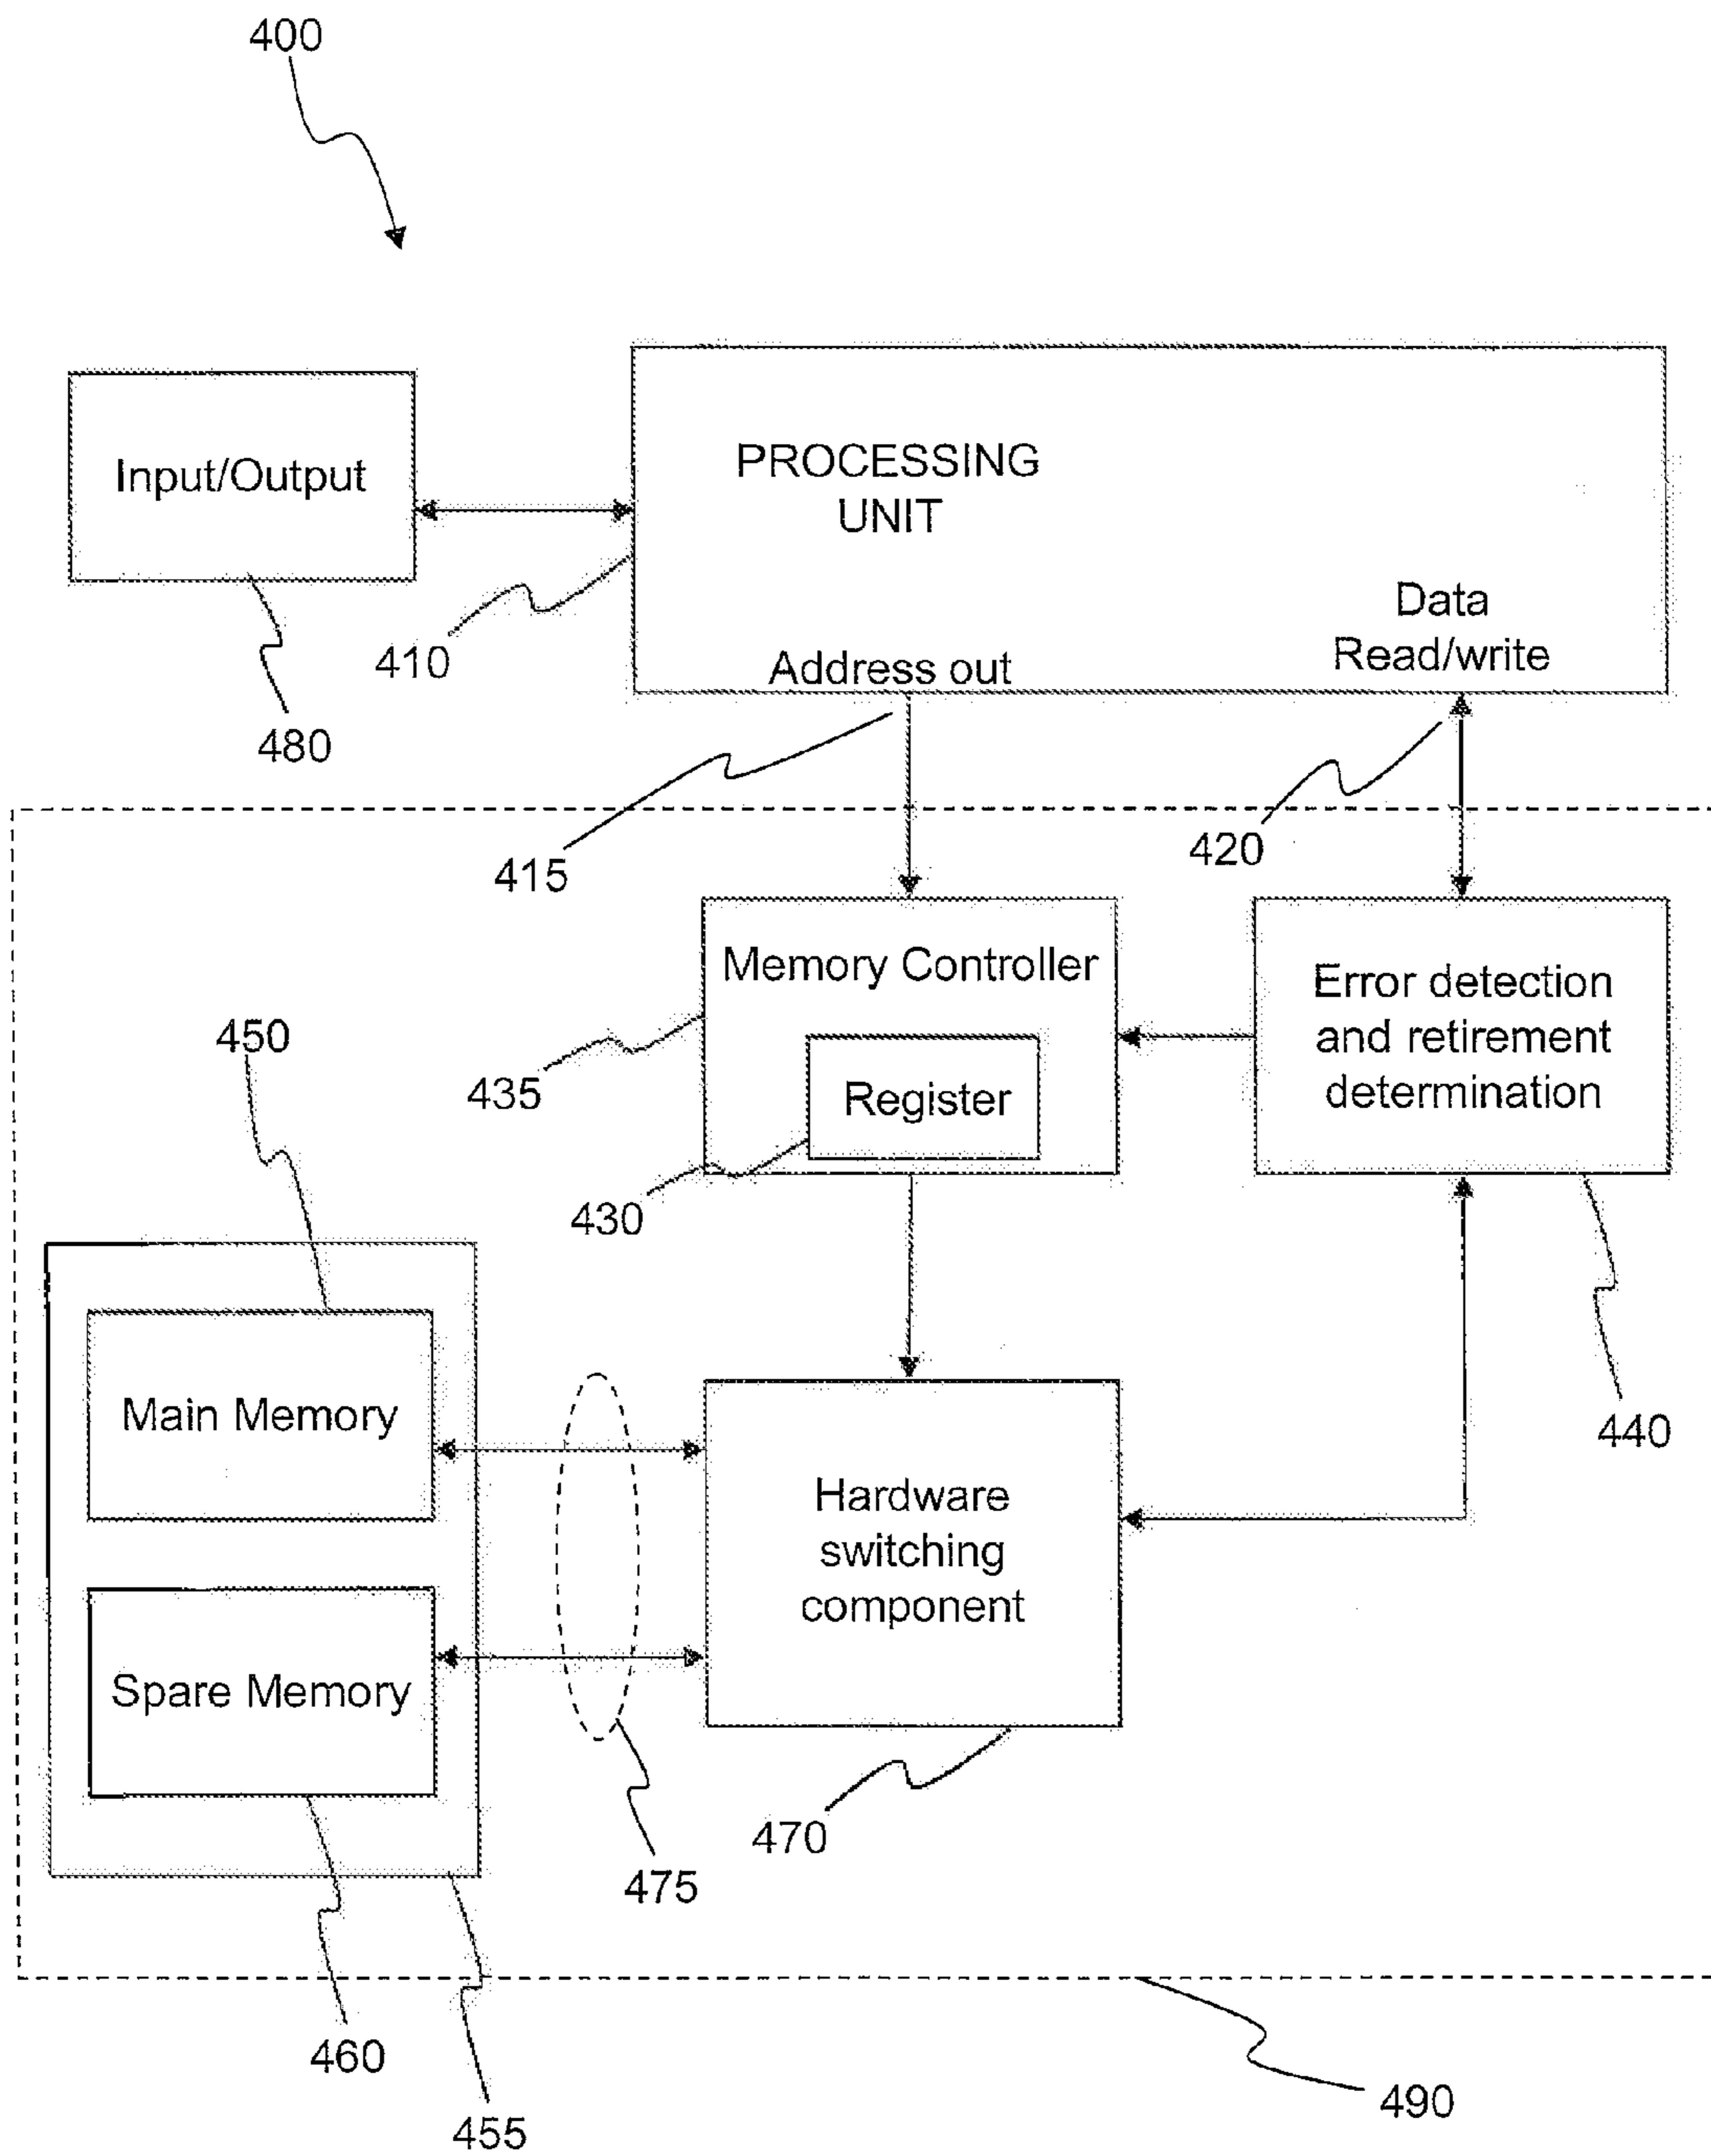 400
Input/Output
PROCESSING
UNIT
Data
Read/write
Address out
410
480
415
420
Memory Controller
Register
435
430
Error detection
and retirement
determination
450
Main Memory
Spare Memory
Hardware
switching
component
440
470
475
460
455
490